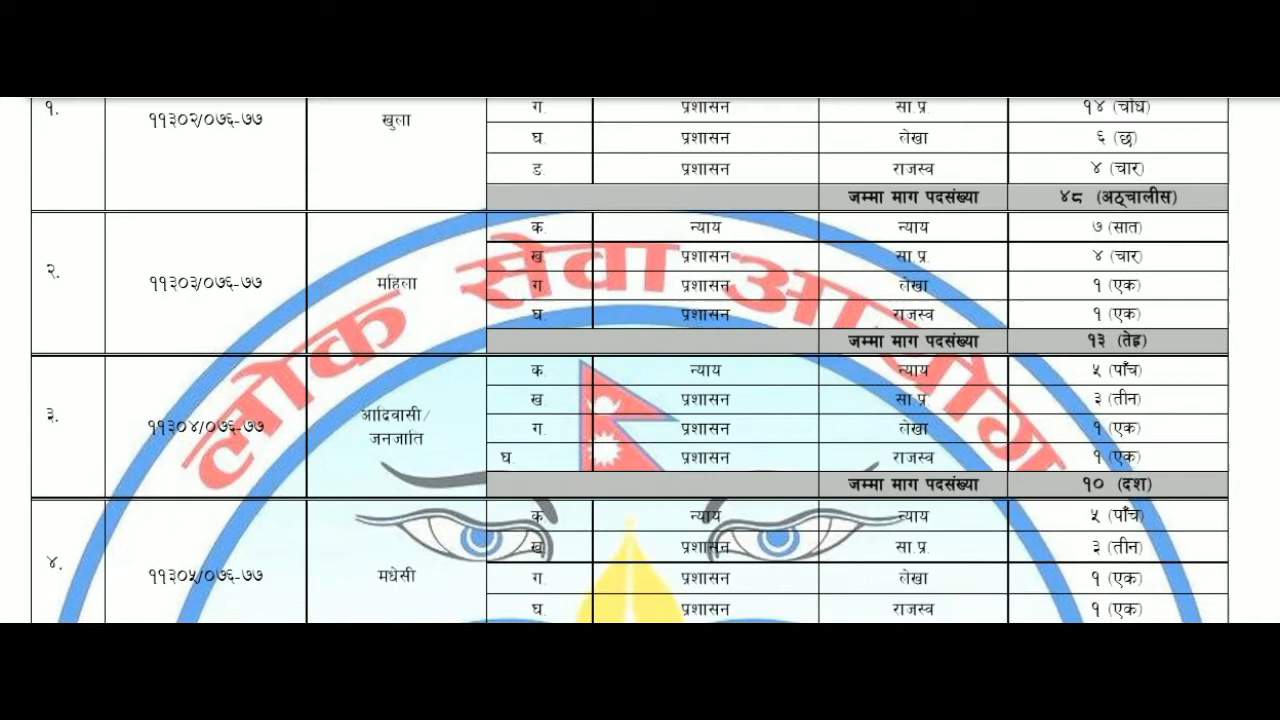 १. ११३०२/०७६-७७ खुला ग. प्रशासन सा.प्र. १४ (चौध)
घ. प्रशासन लेखा ६ (छ)
ङ. प्रशासन राजस्व ४ (चार)
जम्मा माग पदसंख्या ४८ (अठ्चालीस)
२. ११३०३/०७६-७७ महिला क. न्याय न्याय ७ (सात)
ख. प्रशासन सा.प्र. ४ (चार)
ग. प्रशासन लेखा १ (एक)
घ. प्रशासन राजस्व १ (एक)
जम्मा माग पदसंख्या १३ (तेह्र)
३. ११३०४/०७६-७७ आदिवासी/
जनजाति क. न्याय न्याय ५ (पाँच)
ख. प्रशासन सा.प्र. ३ (तीन)
ग. प्रशासन लेखा १ (एक)
घ. प्रशासन राजस्व १ (एक)
जम्मा माग पदसंख्या १० (दश)
४. ११३०५/०७६-७७ मधेसी क. न्याय न्याय ५ (पाँच)
ख. प्रशासन सा.प्र. ३ (तीन)
ग. प्रशासन लेखा १ (एक)
घ. प्रशासन राजस्व १ (एक)
लोक सेवा आयोग